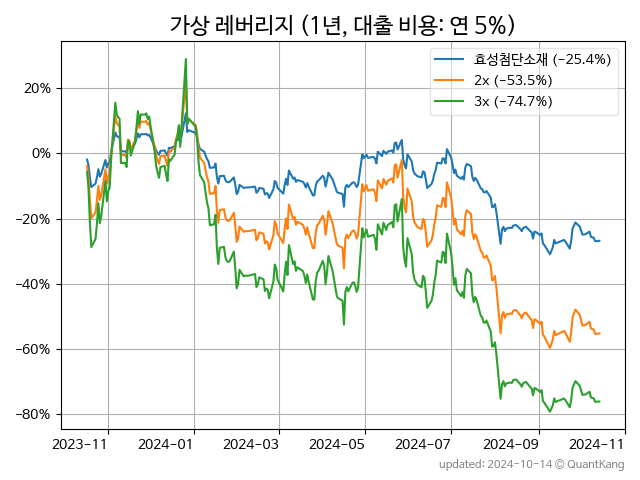 가상 레버리지 (1년, 대출 비용: 연 5%)
효성첨단소재 (-25.4%)
2x (-53.5%)
3x (-74.7%)
20%
0%
-20%
-40%
-60%
-80%
2023-11 2024-01 2024-03 2024-05 2024-07 2024-09 2024-11
updated: 2024-10-14 © QuantKang